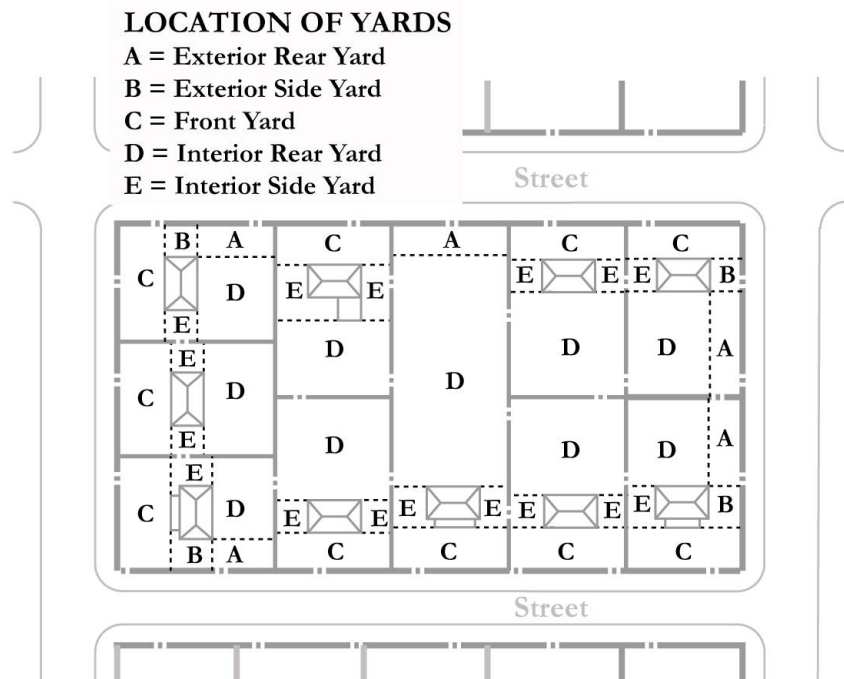 LOCATION OF YARDS
A = Exterior Rear Yard
B = Exterior Side Yard
C = Front Yard
D = Interior Rear Yard
E = Interior Side Yard
Street
B A C A C C
C E E E E E B
D
E D D D A
E
C D D
E
D D D A
E
C D E E E E E E E B
B A C C C C
Street